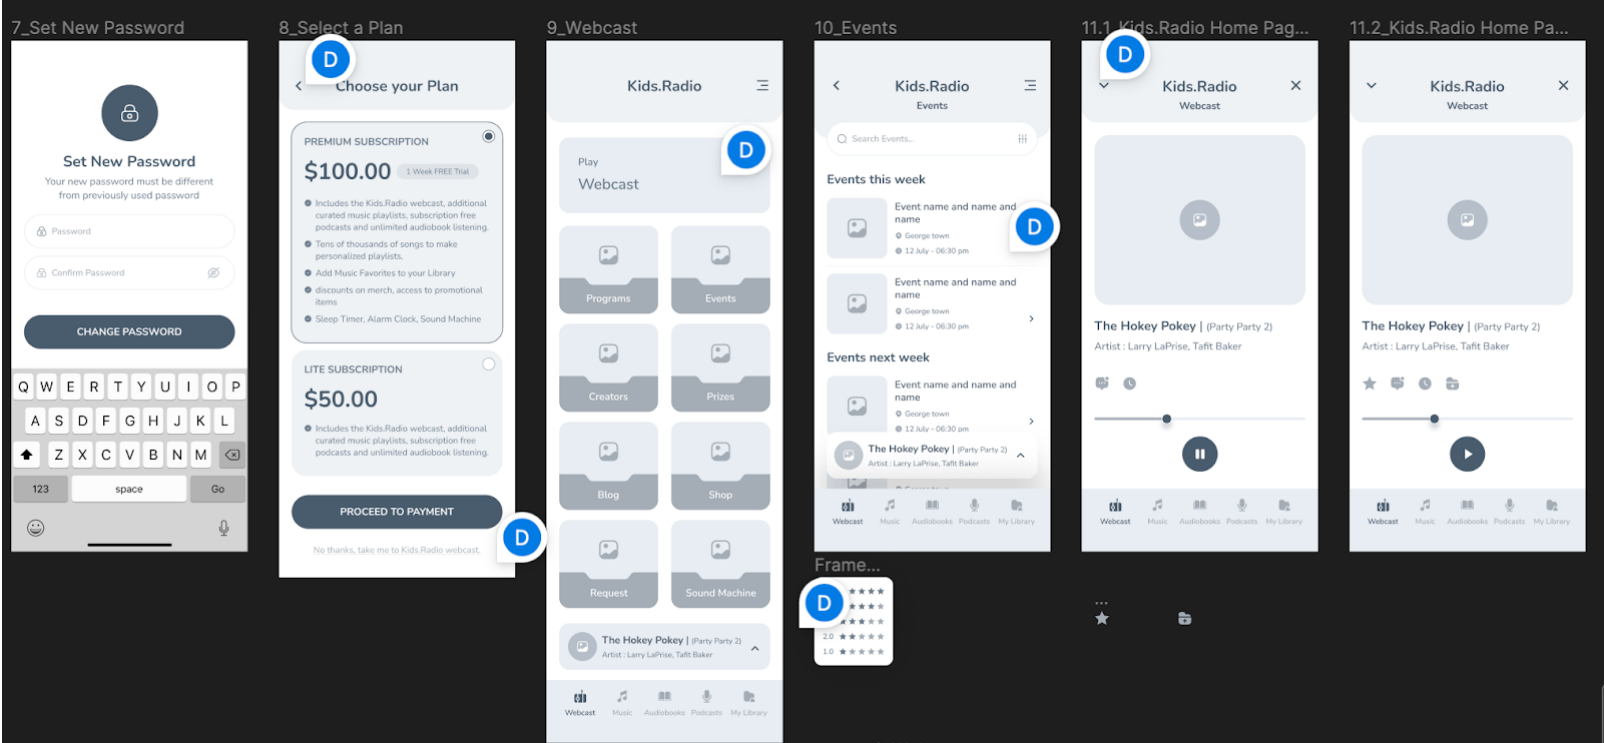 7_Set New Password
Set New Password
Your new password must be different
from previously used password
Password
Confirm Password
CHANGE PASSWORD
Q W E R T Y U I O P
A S D F G H J K L
Z X C V B N M
123 space Go
8_Select a Plan
D
Choose your Plan
PREMIUM SUBSCRIPTION
$100.00 1 Week FREE Trial
Includes the Kids.Radio webcast, additional
curated music playlists, subscription free
podcasts and unlimited audiobook listening.
Tens of thousands of songs to make
personalized playlists.
Add Music Favorites to your Library
discounts on merch, access to promotional
items
Sleep Timer, Alarm Clock, Sound Machine
LITE SUBSCRIPTION
$50.00
Includes the Kids.Radio webcast, additional
curated music playlists, subscription free
podcasts and unlimited audiobook listening.
PROCEED TO PAYMENT
D
No thanks, take me to Kids.Radio webcast.
9_Webcast
Kids.Radio
D
Play
Webcast
Programs Events
Creators Prizes
Blog Shop
Request Sound Machine
The Hokey Pokey | (Party Party 2)
Artist : Larry LaPrise, Tafit Baker
Webcast Music Audiobooks Podcasts My Library
10_Events
Kids.Radio
Events
Search Events...
Events this week
Event name and name and
name
D
George town
12 July - 06:30 pm
Event name and name and
name
George town
12 July - 06:30 pm
Events next week
Event name and name and
name
George town
12 July - 06:30 pm
The Hokey Pokey | (Party Party 2)
Artist : Larry LaPrise, Tafit Baker
Webcast Music Audiobooks Podcasts My Library
Frame...
D
2.0
1.0
11.1_Kids.Radio Home Pag...
D
Kids.Radio
Webcast
The Hokey Pokey | (Party Party 2)
Artist : Larry LaPrise, Tafit Baker
Webcast Music Audiobooks Podcasts My Library
...
11.2_Kids.Radio Home Pa...
Kids.Radio
Webcast
The Hokey Pokey | (Party Party 2)
Artist : Larry LaPrise, Tafit Baker
Webcast Music Audiobooks Podcasts My Library